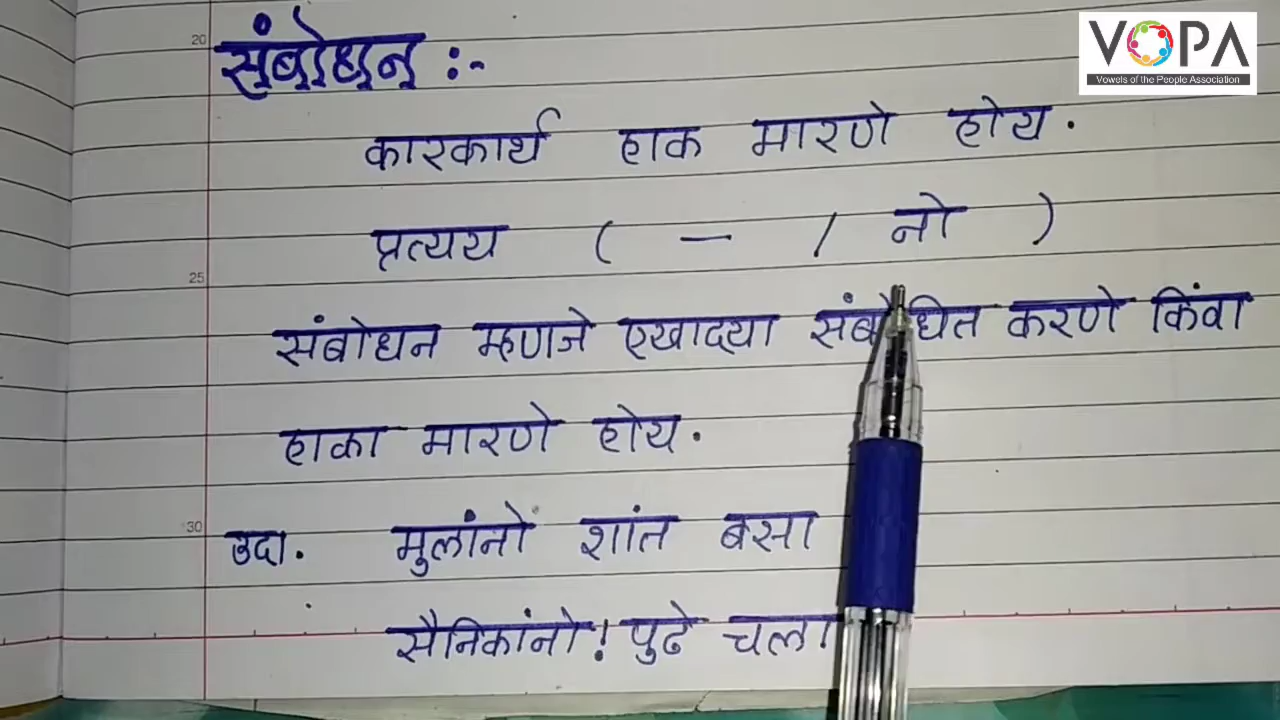 20
संबोधन :-
VOPA
Vowels of the People Association
कारकार्थ हाक मारणे होय.
प्रत्यय ( — / नो )
25
संबोधन म्हणजे एखाद्या संबोधित करणे किंवा
हाका मारणे होय.
30
उदा. मुलांनो शांत बसा
सैनिकांनो! पुढे चला